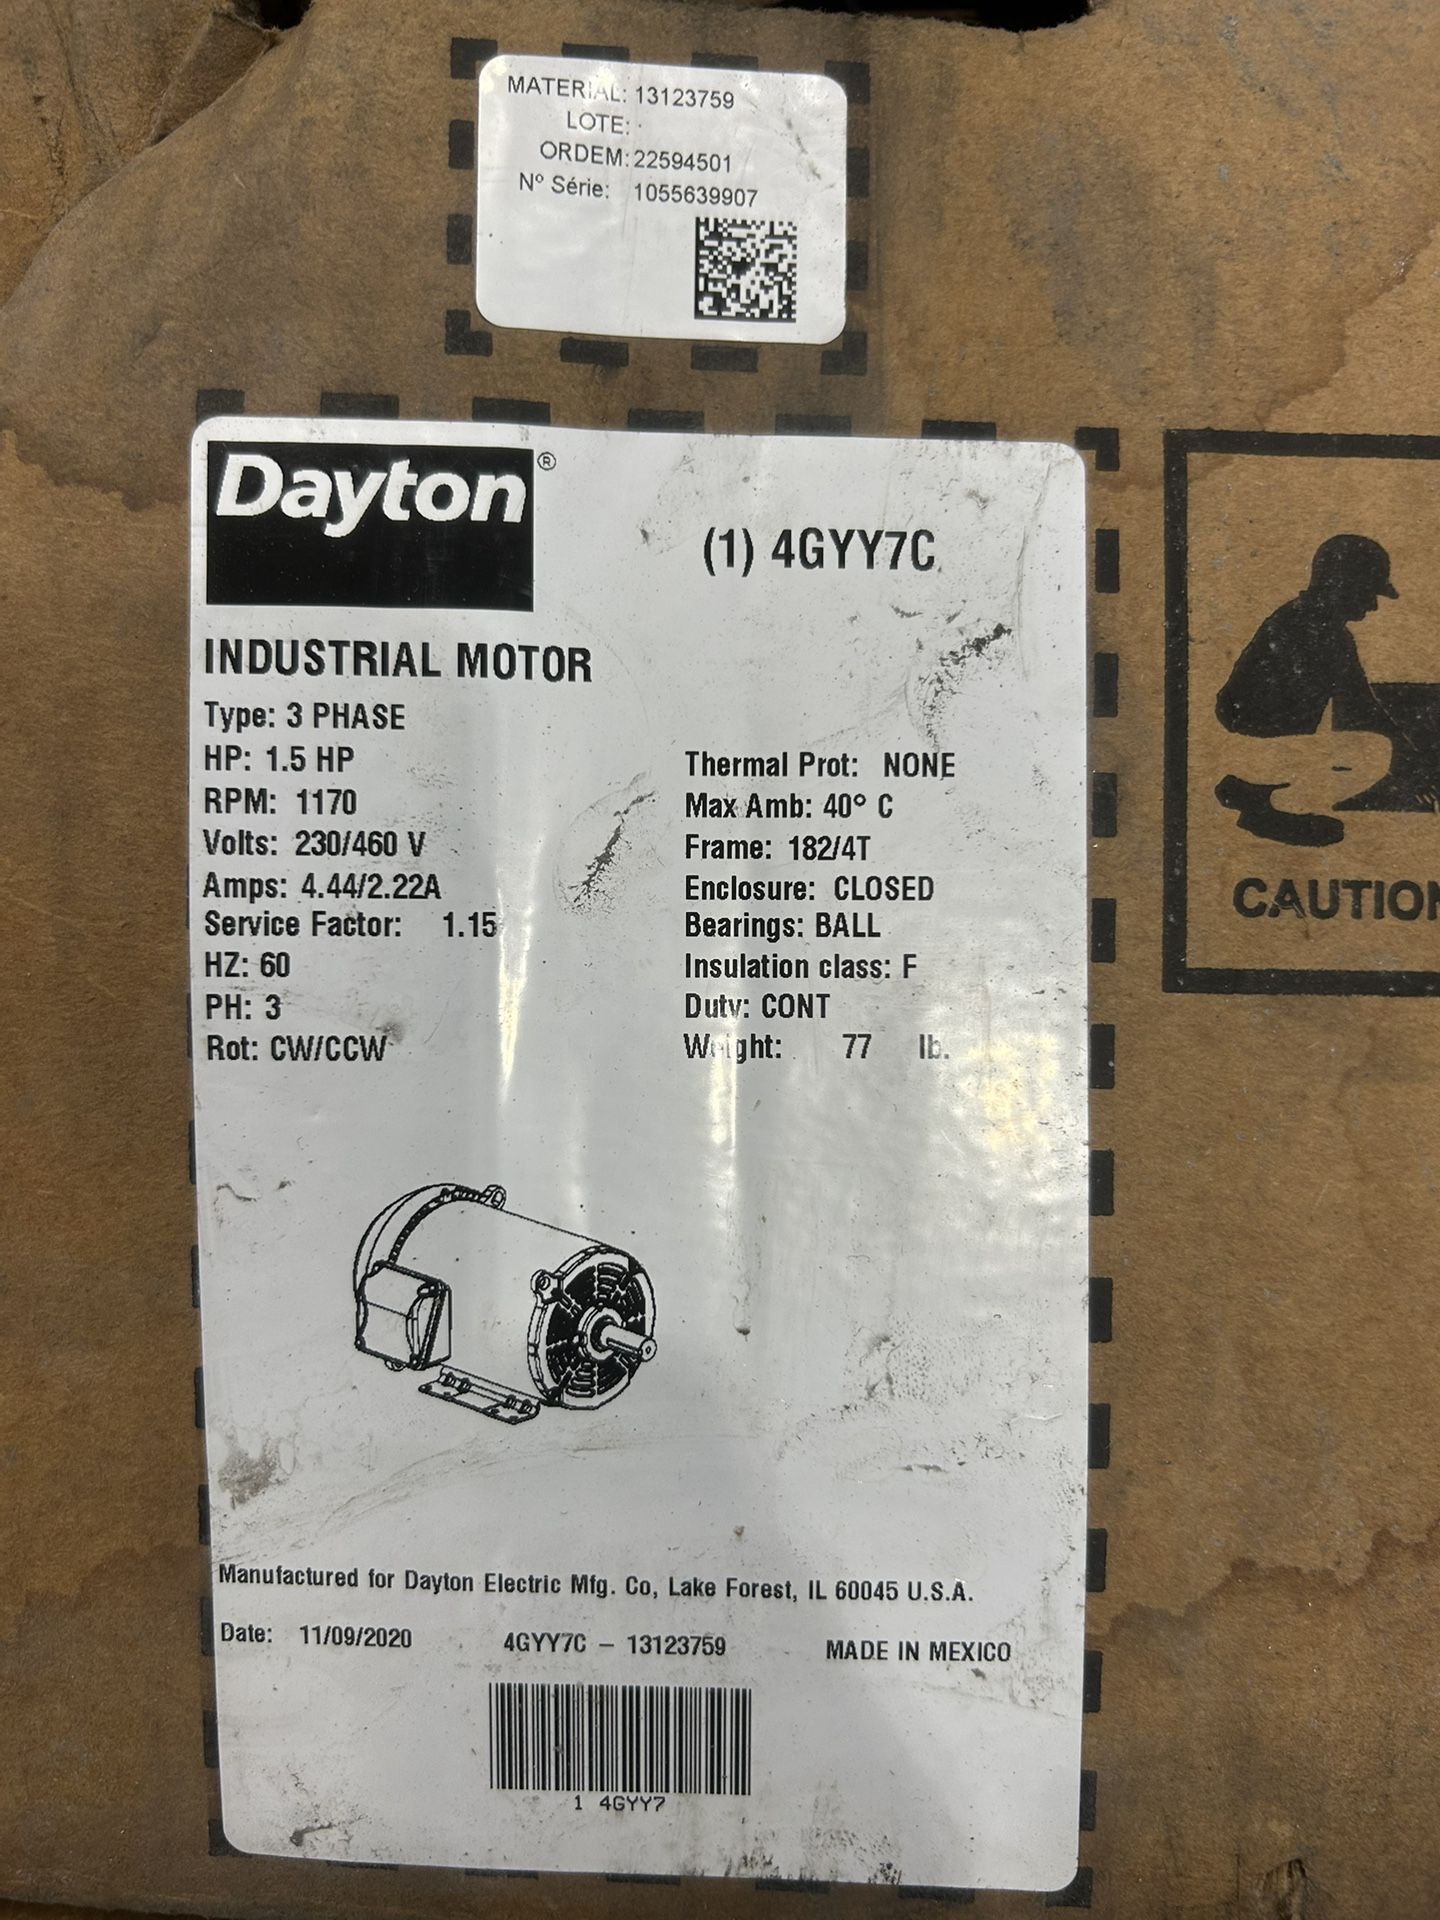 MATERIAL: 13123759
LOTE: ·
ORDEM: 22594501
Nº Série: 1055639907
Dayton®
(1) 4GYY7C
INDUSTRIAL MOTOR
Type: 3 PHASE
HP: 1.5 HP
RPM: 1170
Volts: 230/460 V
Amps: 4.44/2.22A
Service Factor: 1.15
HZ: 60
PH: 3
Rot: CW/CCW
Thermal Prot: NONE
Max Amb: 40° C
Frame: 182/4T
Enclosure: CLOSED
Bearings: BALL
Insulation class: F
Duty: CONT
Weight: 77 lb.
CAUTION
Manufactured for Dayton Electric Mfg. Co, Lake Forest, IL 60045 U.S.A.
Date: 11/09/2020 4GYY7C – 13123759 MADE IN MEXICO
1 4GYY7